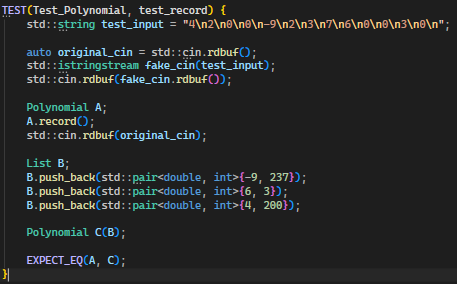 TEST(Test_Polynomial, test_record) {
std::string test_input = "4\n2\n0\n0\n-9\n2\n3\n7\n6\n0\n0\n3\n0\n";
auto original_cin = std::cin.rdbuf();
std::istringstream fake_cin(test_input);
std::cin.rdbuf(fake_cin.rdbuf());
Polynomial A;
A.record();
std::cin.rdbuf(original_cin);
List B;
B.push_back(std::pair<double, int>{-9, 237});
B.push_back(std::pair<double, int>{6, 3});
B.push_back(std::pair<double, int>{4, 200});
Polynomial C(B);
EXPECT_EQ(A, C);
}